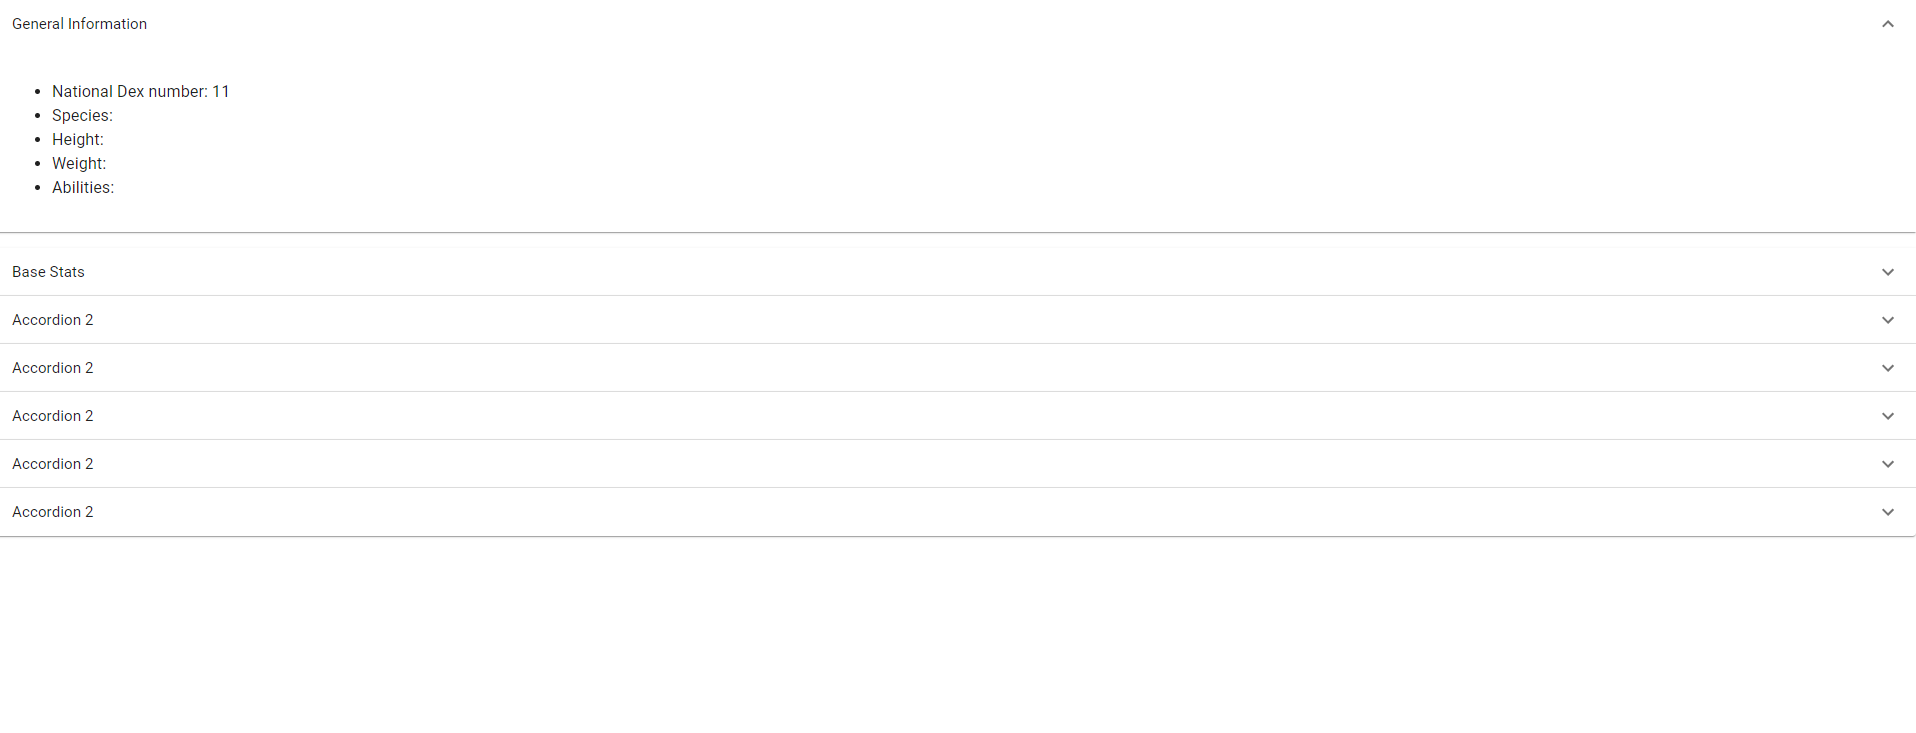 General Information
National Dex number: 11
Species:
Height:
Weight:
Abilities:
Base Stats
Accordion 2
Accordion 2
Accordion 2
Accordion 2
Accordion 2